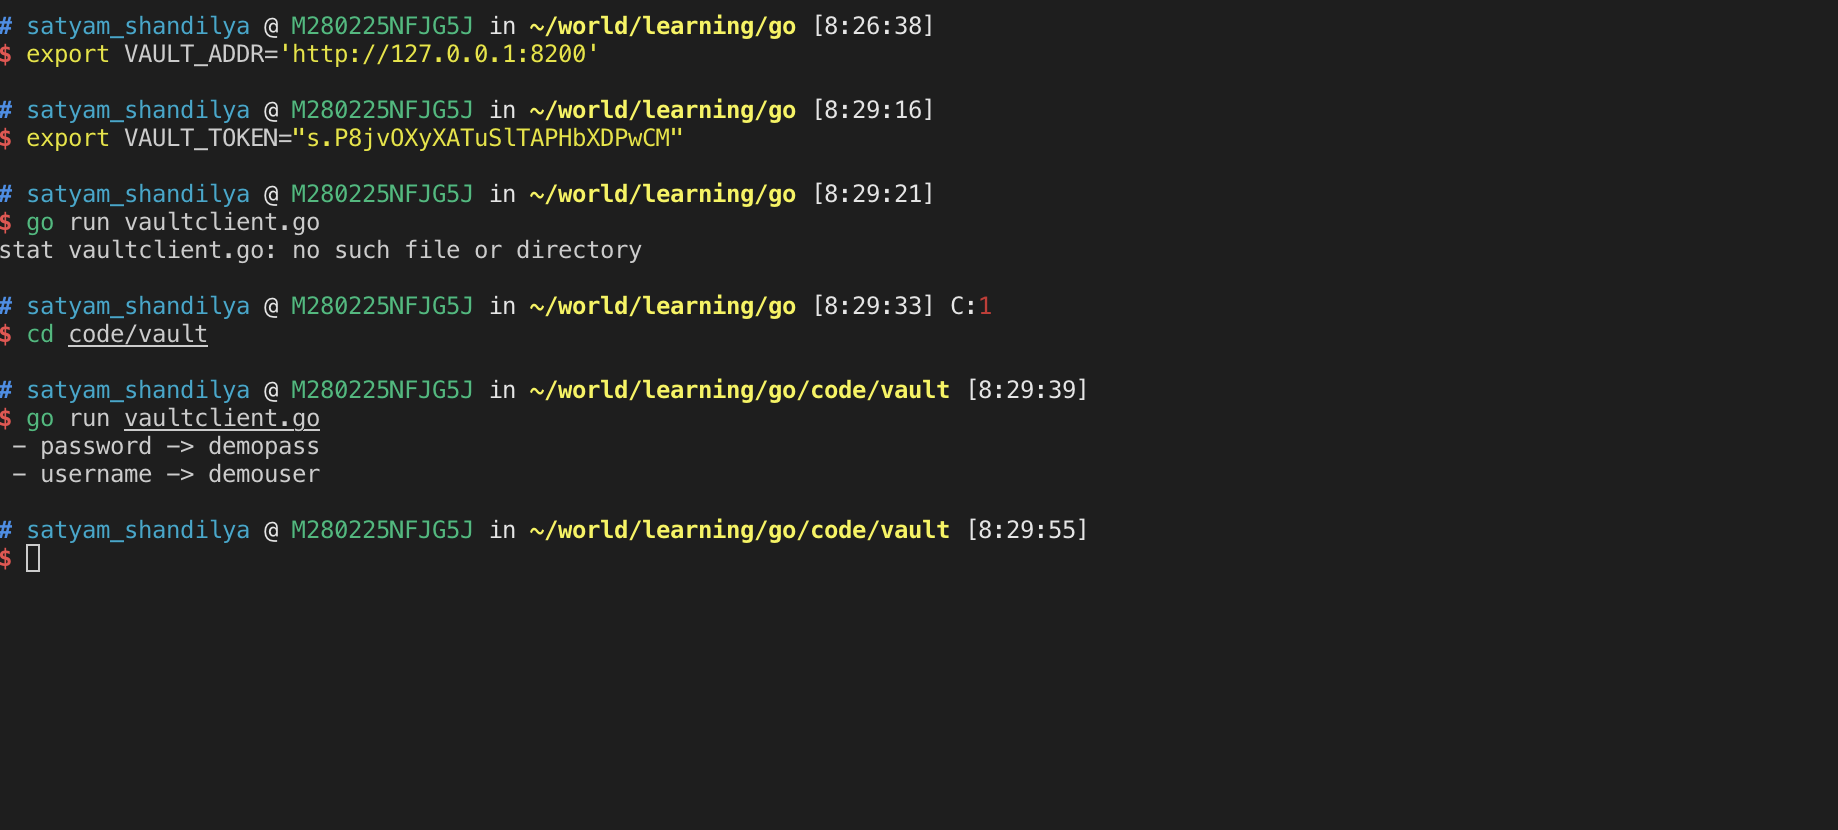 # satyam_shandilya @ M280225NFJG5J in ~/world/learning/go [8:26:38]
$ export VAULT_ADDR='http://127.0.0.1:8200'
# satyam_shandilya @ M280225NFJG5J in ~/world/learning/go [8:29:16]
$ export VAULT_TOKEN="s.P8jvOXyXATuSlTAPHbXDPwCM"
# satyam_shandilya @ M280225NFJG5J in ~/world/learning/go [8:29:21]
$ go run vaultclient.go
stat vaultclient.go: no such file or directory
# satyam_shandilya @ M280225NFJG5J in ~/world/learning/go [8:29:33] C:1
$ cd code/vault
# satyam_shandilya @ M280225NFJG5J in ~/world/learning/go/code/vault [8:29:39]
$ go run vaultclient.go
- password -> demopass
- username -> demouser
# satyam_shandilya @ M280225NFJG5J in ~/world/learning/go/code/vault [8:29:55]
$